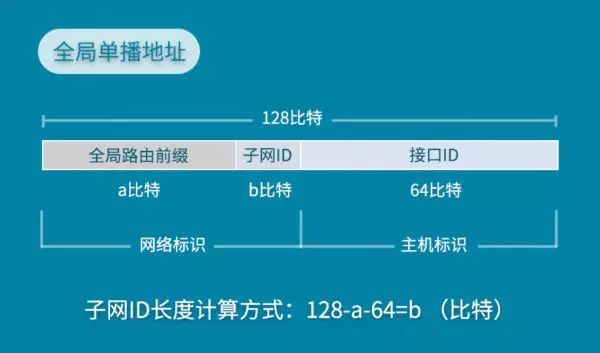 全局单播地址
128比特
全局路由前缀 子网ID 接口ID
a比特 b比特 64比特
网络标识 主机标识
子网ID长度计算方式：128-a-64=b （比特）